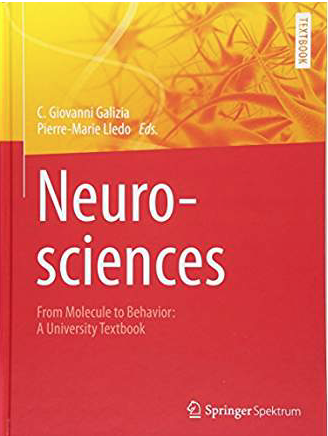 TEXTBOOK
C. Giovanni Galizia
Pierre-Marie Lledo Eds.
Neuro-
sciences
From Molecule to Behavior:
A University Textbook
Springer Spektrum